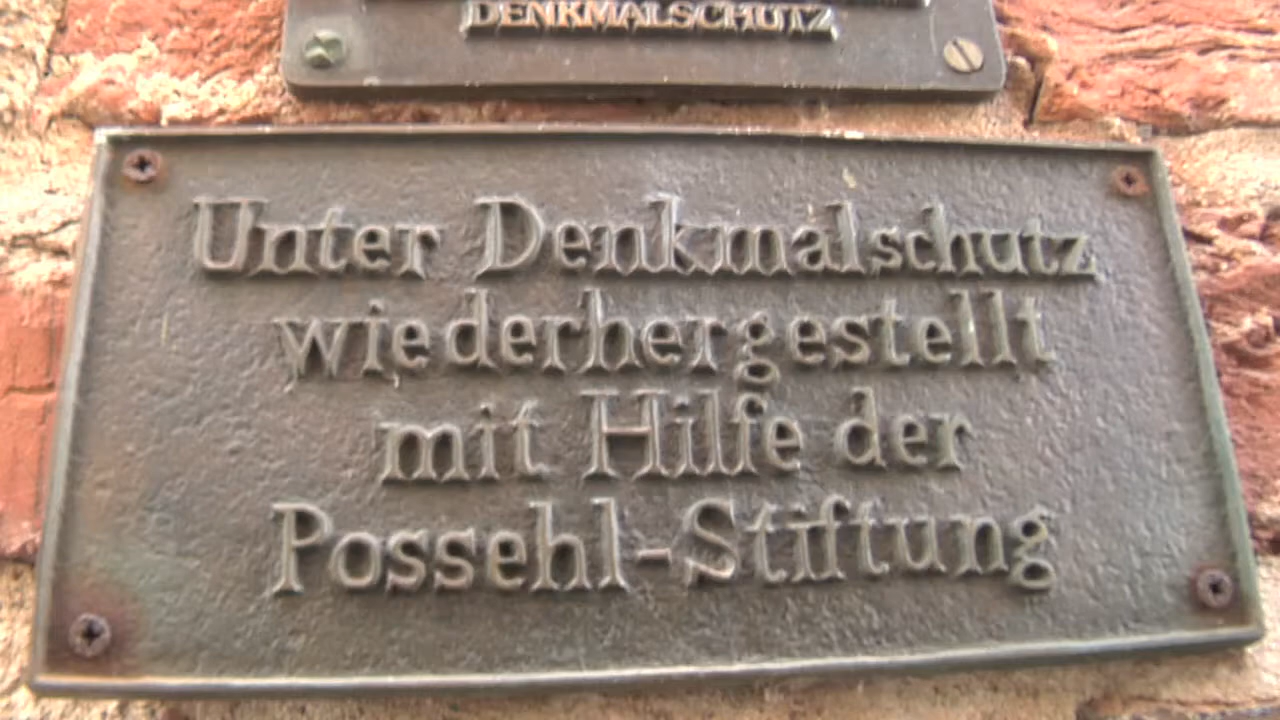 DENKMALSCHUTZ
Unter Denkmalschutz
wiederhergestellt
mit Hilfe der
Possehl-Stiftung